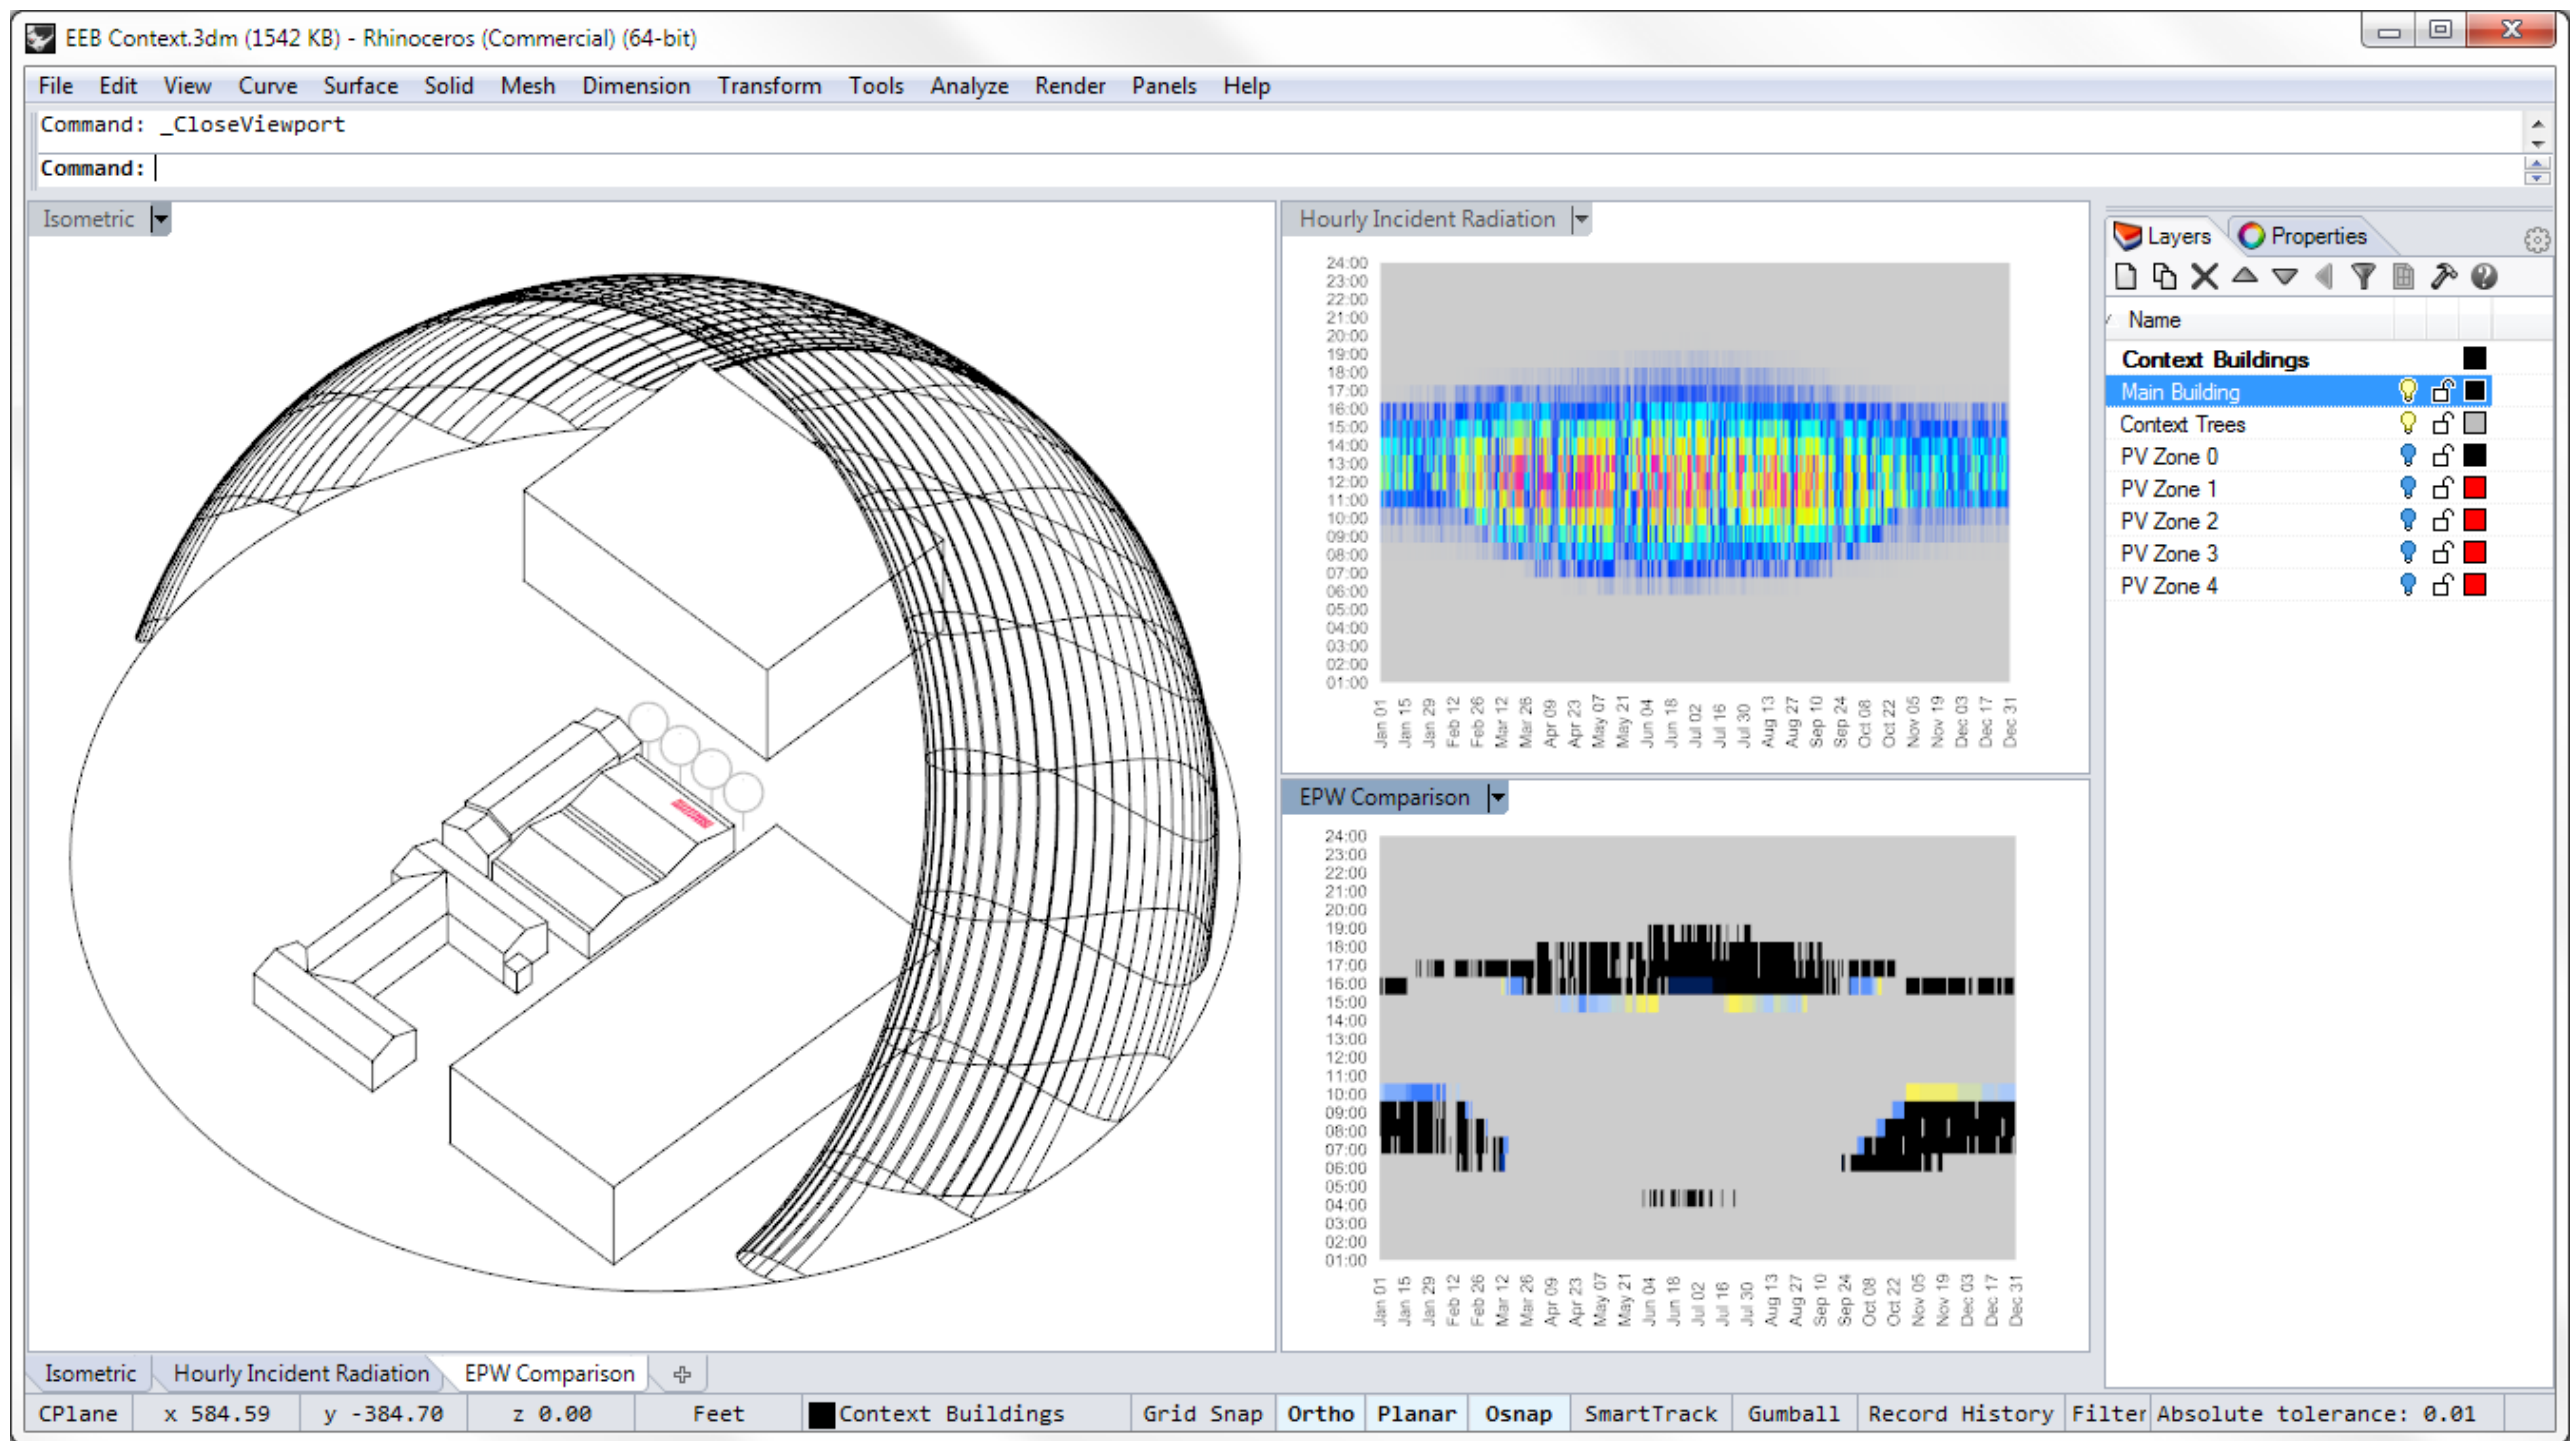 EEB Context.3dm (1542 KB) - Rhinoceros (Commercial) (64-bit)
File Edit View Curve Surface Solid Mesh Dimension Transform Tools Analyze Render Panels Help
Command: _CloseViewport
Command:
Isometric
Hourly Incident Radiation
24:00
23:00
22:00
21:00
20:00
19:00
18:00
17:00
16:00
15:00
14:00
13:00
12:00
11:00
10:00
09:00
08:00
07:00
06:00
05:00
04:00
03:00
02:00
01:00
Jan 01 Jan 15 Jan 29 Feb 12 Feb 26 Mar 12 Mar 26 Apr 09 Apr 23 May 07 May 21 Jun 04 Jun 18 Jul 02 Jul 16 Jul 30 Aug 13 Aug 27 Sep 10 Sep 24 Oct 08 Oct 22 Nov 05 Nov 19 Dec 03 Dec 17 Dec 31
EPW Comparison
24:00
23:00
22:00
21:00
20:00
19:00
18:00
17:00
16:00
15:00
14:00
13:00
12:00
11:00
10:00
09:00
08:00
07:00
06:00
05:00
04:00
03:00
02:00
01:00
Jan 01 Jan 15 Jan 29 Feb 12 Feb 26 Mar 12 Mar 26 Apr 09 Apr 23 May 07 May 21 Jun 04 Jun 18 Jul 02 Jul 16 Jul 30 Aug 13 Aug 27 Sep 10 Sep 24 Oct 08 Oct 22 Nov 05 Nov 19 Dec 03 Dec 17 Dec 31
Layers Properties
Name
Context Buildings
Main Building
Context Trees
PV Zone 0
PV Zone 1
PV Zone 2
PV Zone 3
PV Zone 4
Isometric Hourly Incident Radiation EPW Comparison
CPlane x 584.59 y -384.70 z 0.00 Feet Context Buildings Grid Snap Ortho Planar Osnap SmartTrack Gumball Record History Filter Absolute tolerance: 0.01